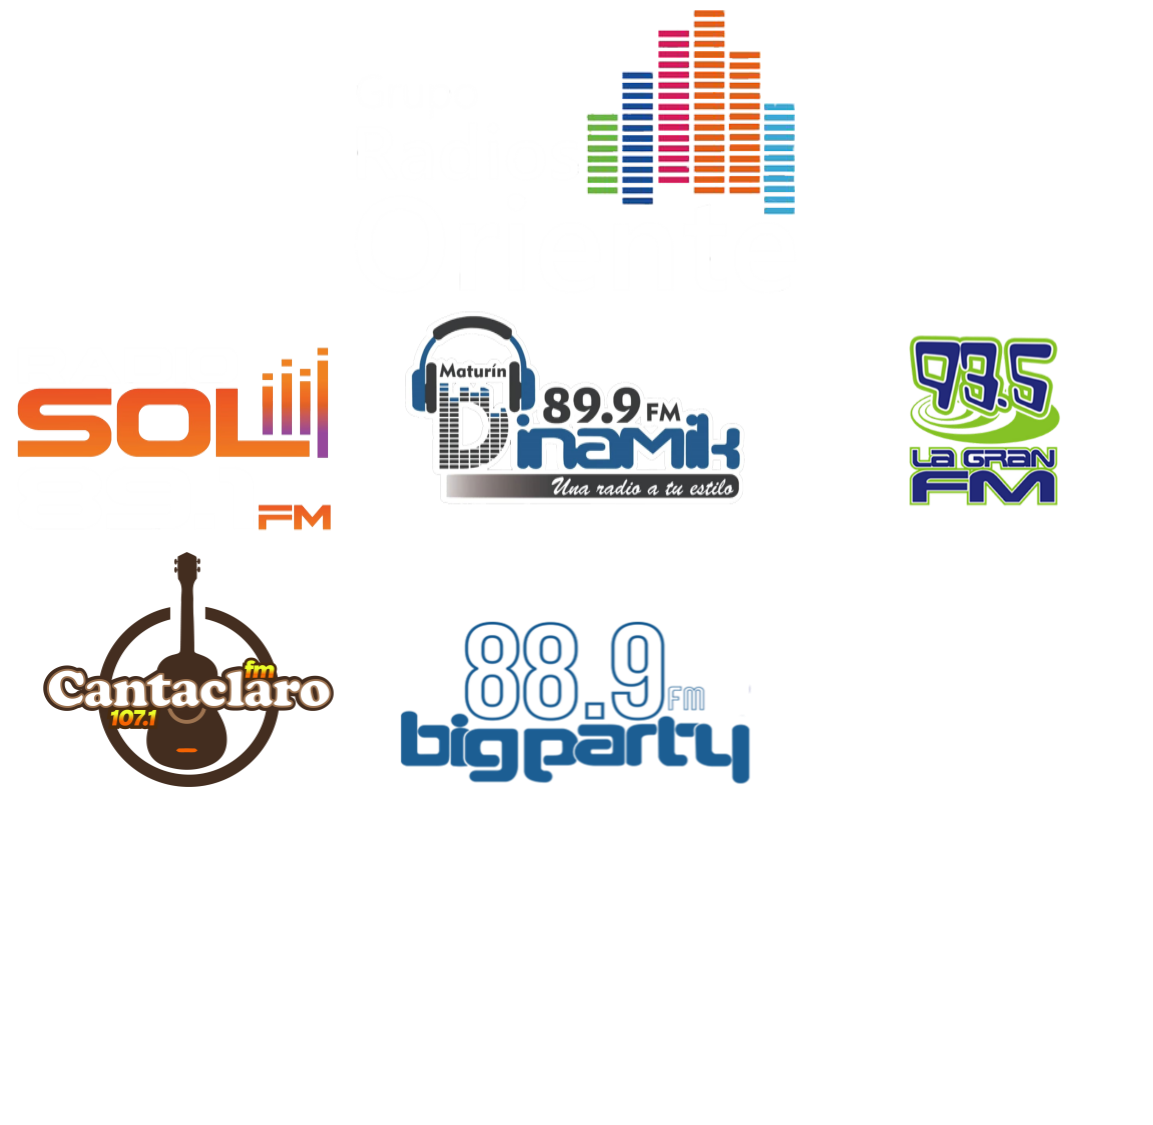 SOL
FM
Maturín
89.9 FM
Dinamik
Una radio a tu estilo
93.5
LA GRAN
FM
fm
Cantaclaro
107.1
88.9 FM
bigparty